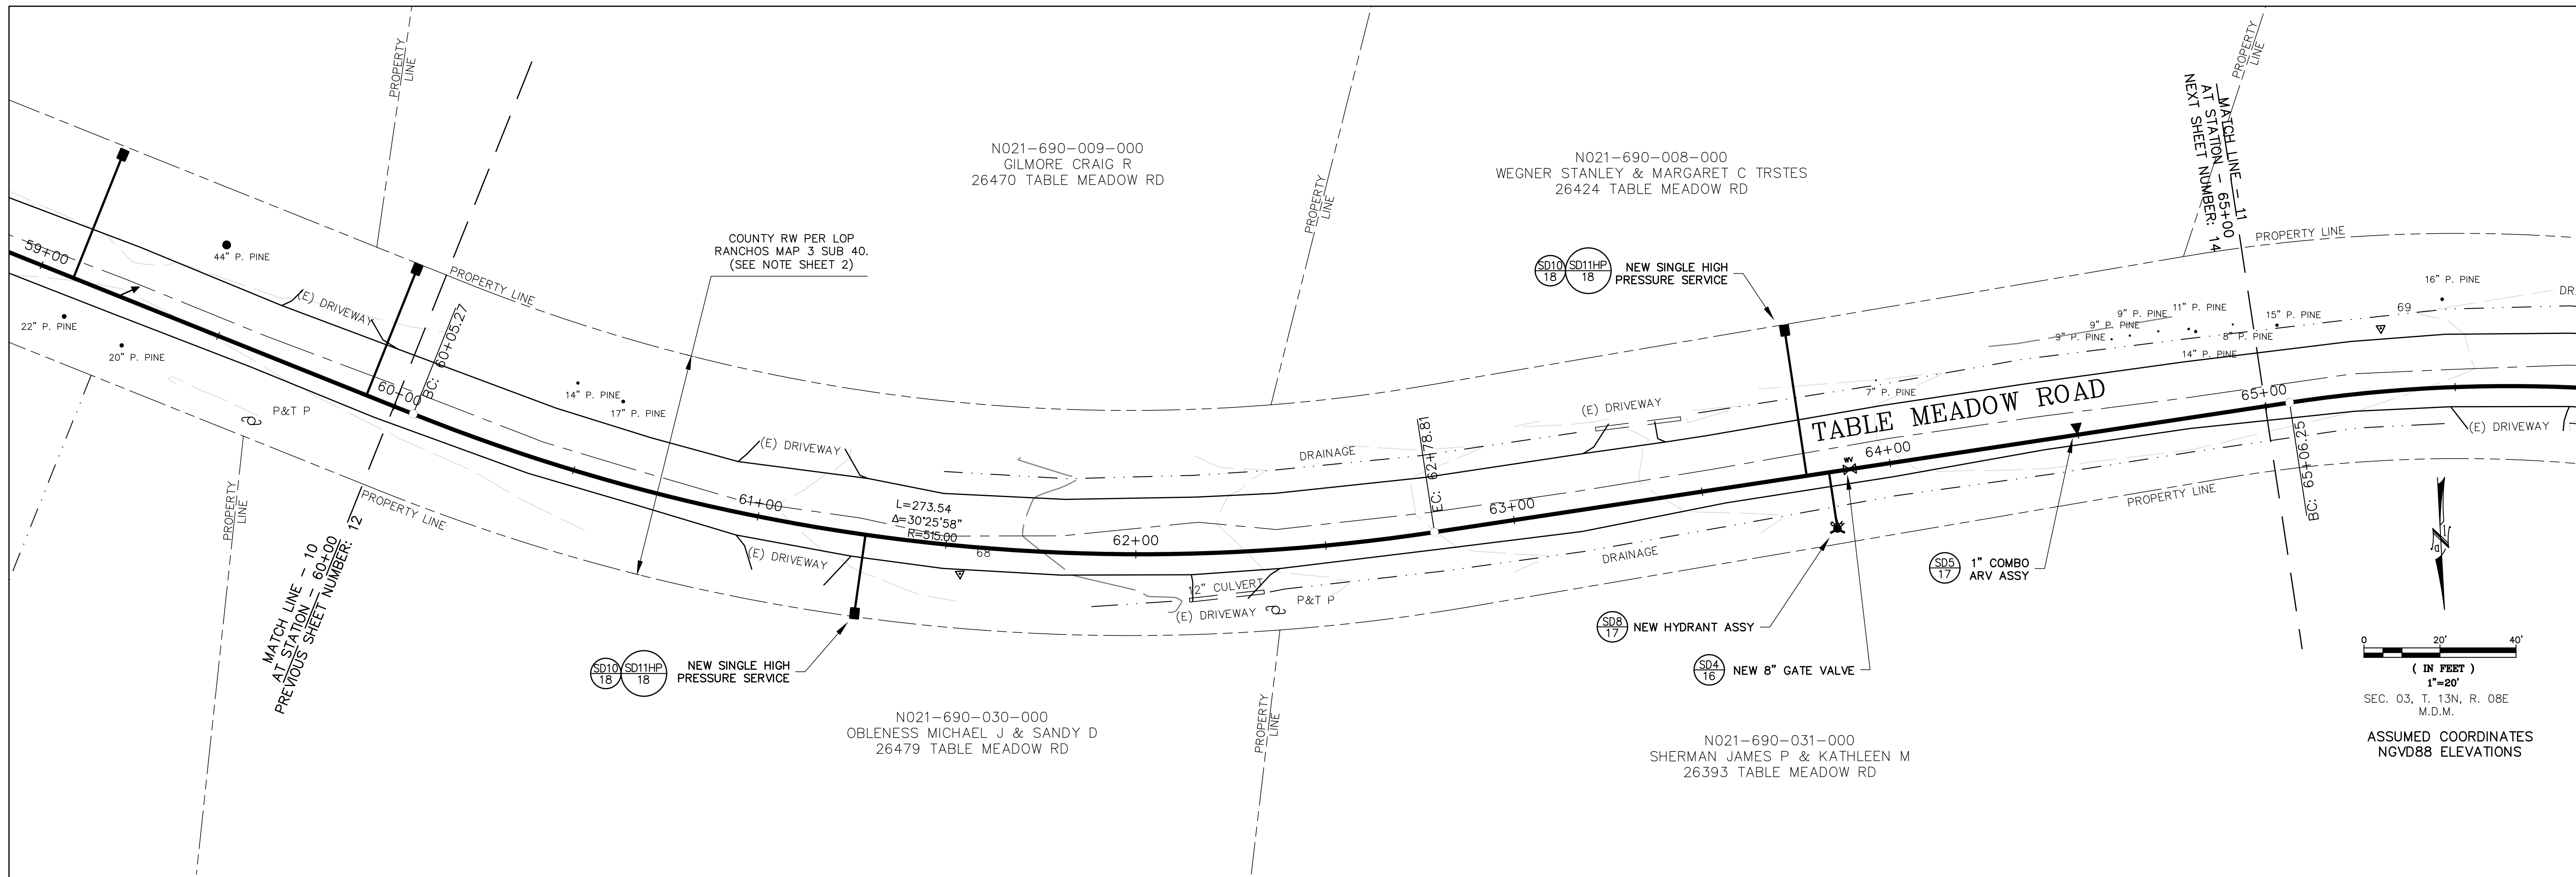 PROPERTY
LINE
59+00
44" P. PINE
22" P. PINE
20" P. PINE
(E) DRIVEWAY
PROPERTY LINE
BC: 60+05.27
60+00
P&T P
PROPERTY
LINE
PROPERTY LINE
MATCH LINE - 10
AT STATION - 60+00
PREVIOUS SHEET NUMBER: 12
COUNTY RW PER LOP
RANCHOS MAP 3 SUB 40.
(SEE NOTE SHEET 2)
14" P. PINE
17" P. PINE
(E) DRIVEWAY
61+00
L=273.54
Δ=30°25'58"
R=515.00
68
(E) DRIVEWAY
SD10
18
SD11HP
18
NEW SINGLE HIGH
PRESSURE SERVICE
N021-690-009-000
GILMORE CRAIG R
26470 TABLE MEADOW RD
N021-690-030-000
OBLENESS MICHAEL J & SANDY D
26479 TABLE MEADOW RD
62+00
12" CULVERT
(E) DRIVEWAY
P&T P
PROPERTY
LINE
PROPERTY
LINE
DRAINAGE
EC: 62+78.81
63+00
N021-690-008-000
WEGNER STANLEY & MARGARET C TRSTES
26424 TABLE MEADOW RD
SD10
18
SD11HP
18
NEW SINGLE HIGH
PRESSURE SERVICE
(E) DRIVEWAY
DRAINAGE
SD8
17
NEW HYDRANT ASSY
SD4
16
NEW 8" GATE VALVE
N021-690-031-000
SHERMAN JAMES P & KATHLEEN M
26393 TABLE MEADOW RD
WV
64+00
TABLE MEADOW ROAD
7" P. PINE
9" P. PINE
9" P. PINE
9" P. PINE
11" P. PINE
8" P. PINE
14" P. PINE
15" P. PINE
16" P. PINE
69
DRA
SD5
17
1" COMBO
ARV ASSY
PROPERTY LINE
MATCH LINE - 11
AT STATION - 65+00
NEXT SHEET NUMBER: 14
PROPERTY
LINE
PROPERTY LINE
65+00
BC: 65+06.25
(E) DRIVEWAY
N
0 20' 40'
( IN FEET )
1"=20'
SEC. 03, T. 13N, R. 08E
M.D.M.
ASSUMED COORDINATES
NGVD88 ELEVATIONS